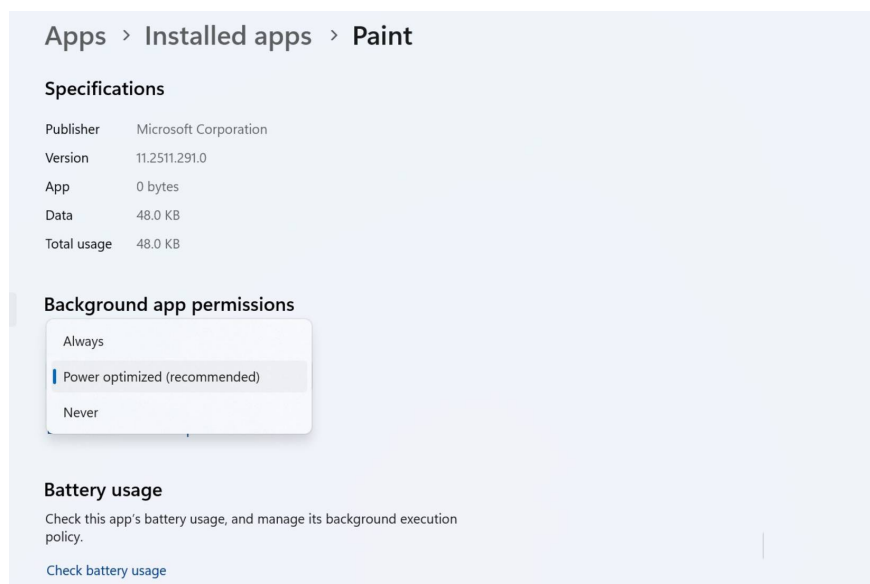 Apps > Installed apps > Paint
Specifications
Publisher Microsoft Corporation
Version 11.2511.291.0
App 0 bytes
Data 48.0 KB
Total usage 48.0 KB
Background app permissions
Always
Power optimized (recommended)
Never
Battery usage
Check this app's battery usage, and manage its background execution
policy.
Check battery usage